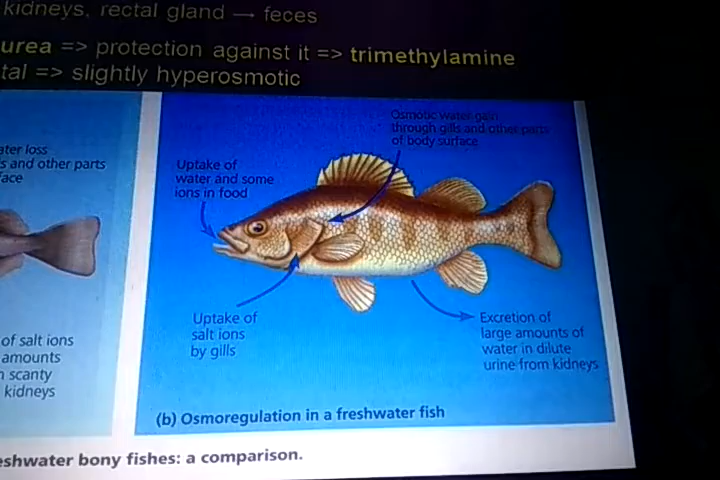 kidneys, rectal gland → feces
urea => protection against it => trimethylamine
tal => slightly hyperosmotic
ater loss
s and other parts
face
Osmotic water gain
through gills and other parts
of body surface
Uptake of
water and some
ions in food
of salt ions
amounts
n scanty
kidneys
Uptake of
salt ions
by gills
Excretion of
large amounts of
water in dilute
urine from kidneys
(b) Osmoregulation in a freshwater fish
eshwater bony fishes: a comparison.